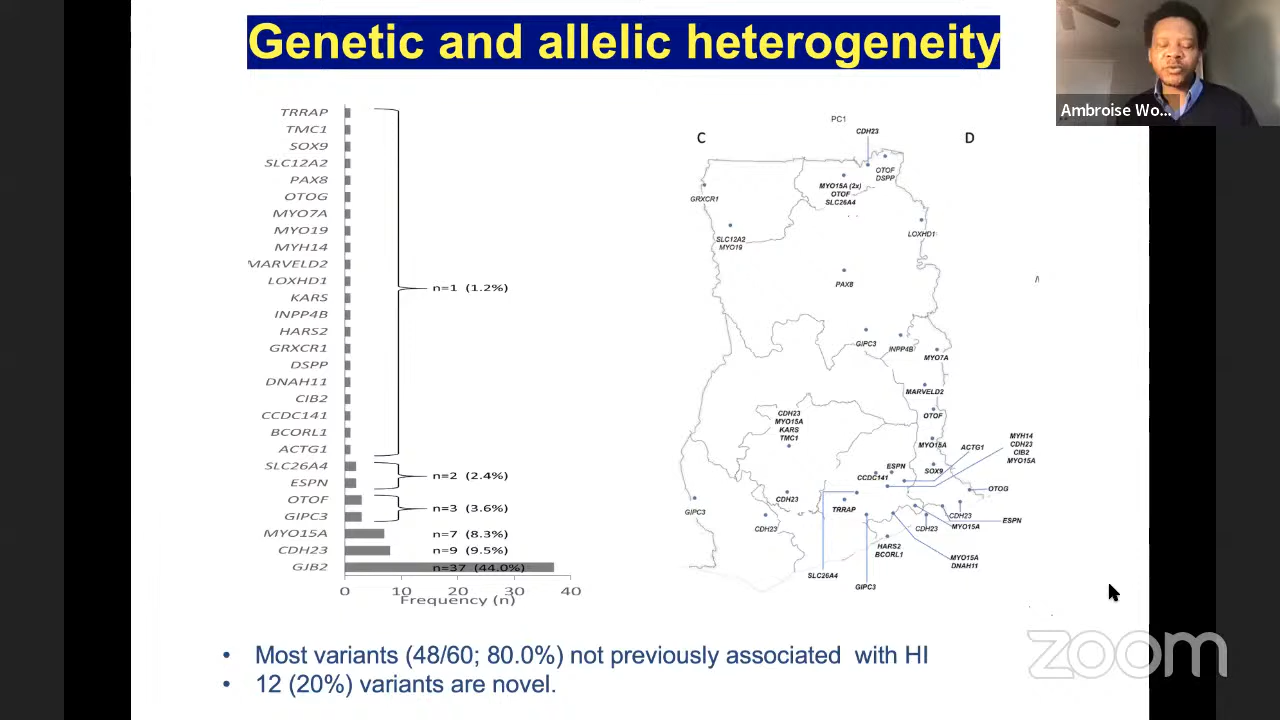 Genetic and allelic heterogeneity
Ambroise Wo...
TRRAP
TMC1
SOX9
SLC12A2
PAX8
OTOG
MYO7A
MYO19
MYH14
MARVELD2
LOXHD1
KARS
INPP4B
HARS2
GRXCR1
DSPP
DNAH11
CIB2
CCDC141
BCORL1
ACTG1
SLC26A4
ESPN
OTOF
GIPC3
MYO15A
CDH23
GJB2
n=1 (1.2%)
n=2 (2.4%)
n=3 (3.6%)
n=7 (8.3%)
n=9 (9.5%)
n=37 (44.0%)
0 10 20 30 40
Frequency (n)
PC1
C
D
CDH23
OTOF
DSPP
MYO15A (2x)
OTOF
SLC26A4
GRXCR1
SLC12A2
MYO19
LOXHD1
PAX8
GIPC3
INPP4B
MYO7A
MARVELD2
OTOF
CDH23
MYO15A
KARS
TMC1
MYO15A
ACTG1
MYH14
CDH23
CIB2
MYO15A
ESPN
SOX9
CCDC141
OTOG
CDH23
TRRAP
GIPC3
CDH23
CDH23
CDH23
MYO15A
ESPN
HARS2
BCORL1
MYO15A
DNAH11
SLC26A4
GIPC3
• Most variants (48/60; 80.0%) not previously associated with HI
• 12 (20%) variants are novel.
zoom